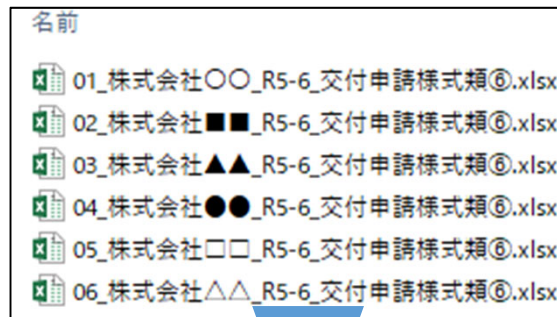 名前
01_株式会社○○_R5-6_交付申請様式類⑥.xlsx
02_株式会社■■_R5-6_交付申請様式類⑥.xlsx
03_株式会社▲▲_R5-6_交付申請様式類⑥.xlsx
04_株式会社●●_R5-6_交付申請様式類⑥.xlsx
05_株式会社□□_R5-6_交付申請様式類⑥.xlsx
06_株式会社△△_R5-6_交付申請様式類⑥.xlsx